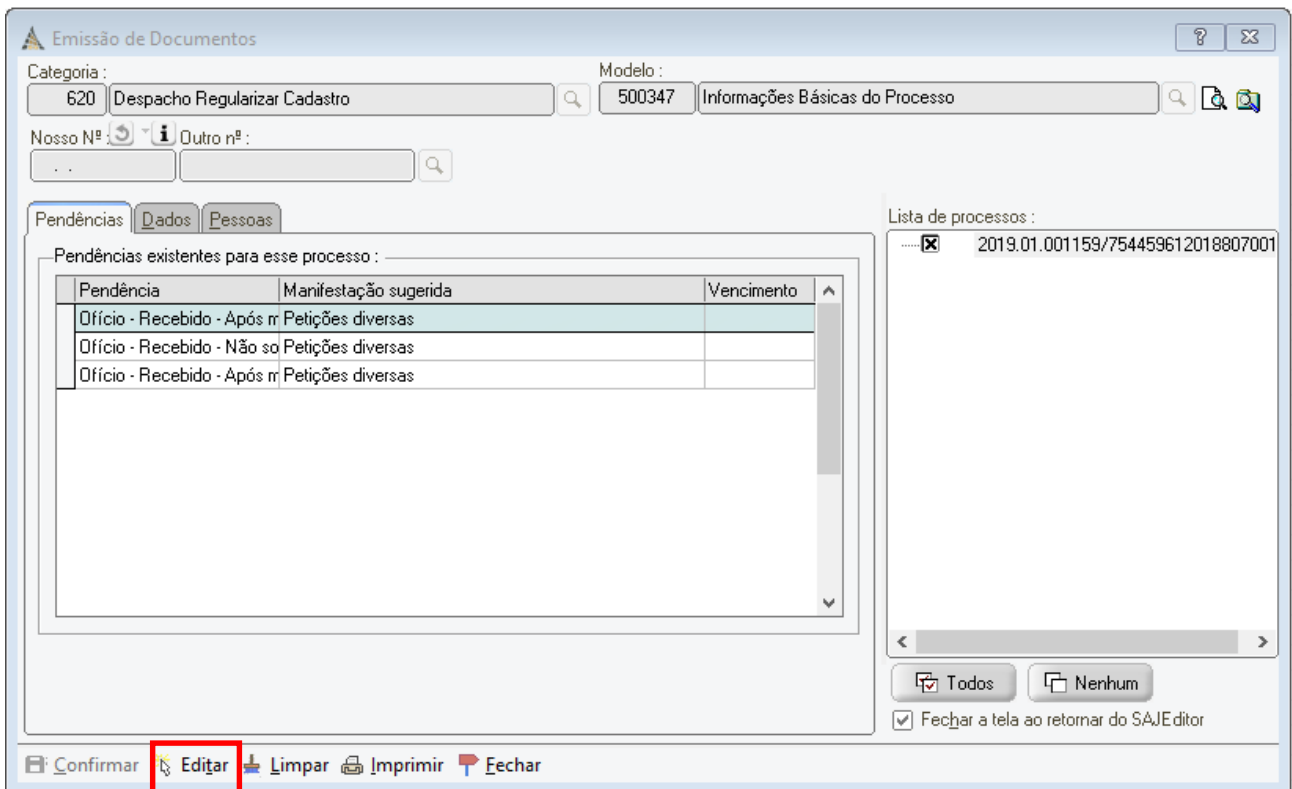 Emissão de Documentos
Categoria :
Modelo :
620 Despacho Regularizar Cadastro
500347 Informações Básicas do Processo
Nosso Nº :
Outro nº :
. .
Pendências Dados Pessoas
Lista de processos :
2019.01.001159/754459612018807001
Pendências existentes para esse processo :
Pendência Manifestação sugerida Vencimento
Ofício - Recebido - Após m Petições diversas
Ofício - Recebido - Não so Petições diversas
Ofício - Recebido - Após m Petições diversas
Todos Nenhum
Fechar a tela ao retornar do SAJEditor
Confirmar Editar Limpar Imprimir Fechar